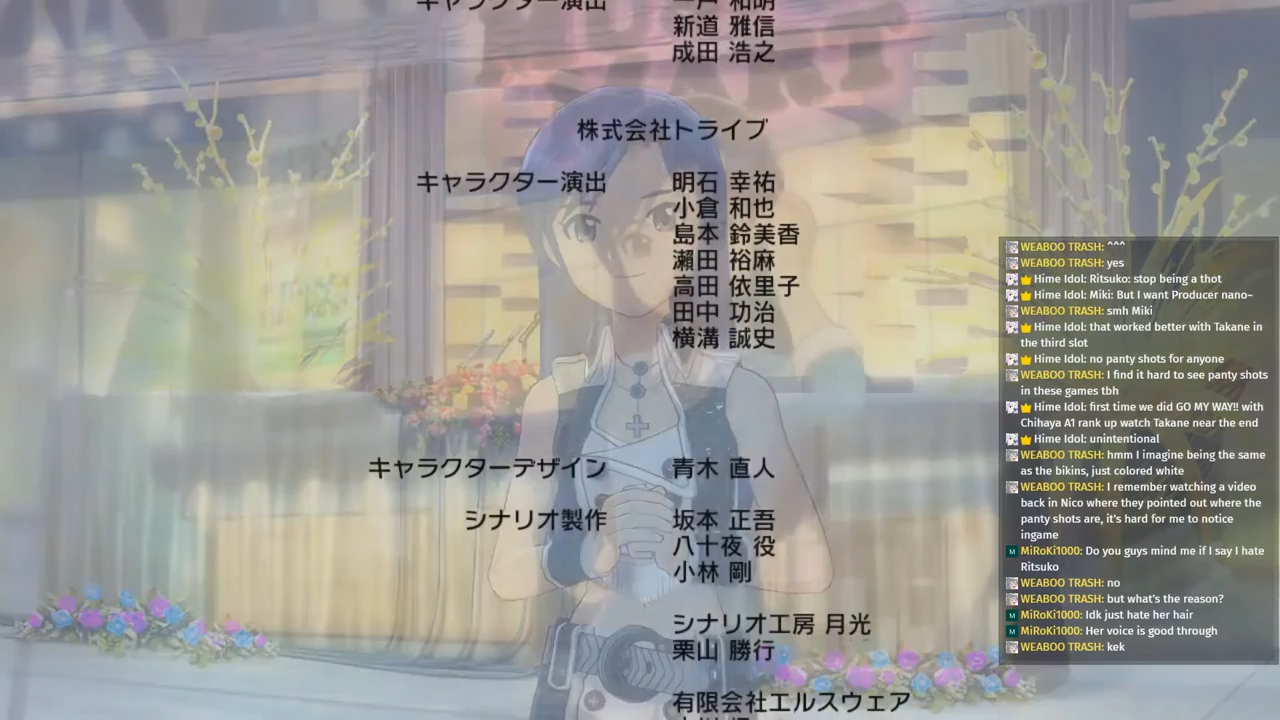 キャラクター演出 一戸 和明
新道 雅信
成田 浩之
株式会社トライブ
キャラクター演出 明石 幸祐
小倉 和也
島本 鈴美香
瀬田 裕麻
高田 依里子
田中 功治
横溝 誠史
キャラクターデザイン 青木 直人
シナリオ製作 坂本 正吾
八十夜 役
小林 剛
シナリオ工房 月光
栗山 勝行
有限会社エルスウェア
WEABOO TRASH: ^^^
WEABOO TRASH: yes
Hime Idol: Ritsuko: stop being a thot
Hime Idol: Miki: But I want Producer nano~
WEABOO TRASH: smh Miki
Hime Idol: that worked better with Takane in
the third slot
Hime Idol: no panty shots for anyone
WEABOO TRASH: I find it hard to see panty shots
in these games tbh
Hime Idol: first time we did GO MY WAY!! with
Chihaya A1 rank up watch Takane near the end
Hime Idol: unintentional
WEABOO TRASH: hmm I imagine being the same
as the bikins, just colored white
WEABOO TRASH: I remember watching a video
back in Nico where they pointed out where the
panty shots are, it's hard for me to notice
ingame
MiRoKi1000: Do you guys mind me if I say I hate
Ritsuko
WEABOO TRASH: no
WEABOO TRASH: but what's the reason?
MiRoKi1000: Idk just hate her hair
MiRoKi1000: Her voice is good through
WEABOO TRASH: kek